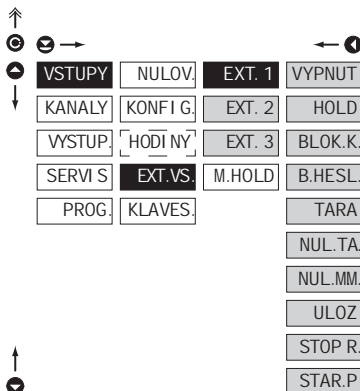 VSTUPY NULOV. EXT. 1 VYPNUT
KANALY KONFIG. EXT. 2 HOLD
VYSTUP. HODINY EXT. 3 BLOK.K.
SERVIS EXT.VS. M.HOLD B.HESL.
PROG. KLAVES. TARA
NUL.TA.
NUL.MM.
ULOZ
STOP R.
STAR.P